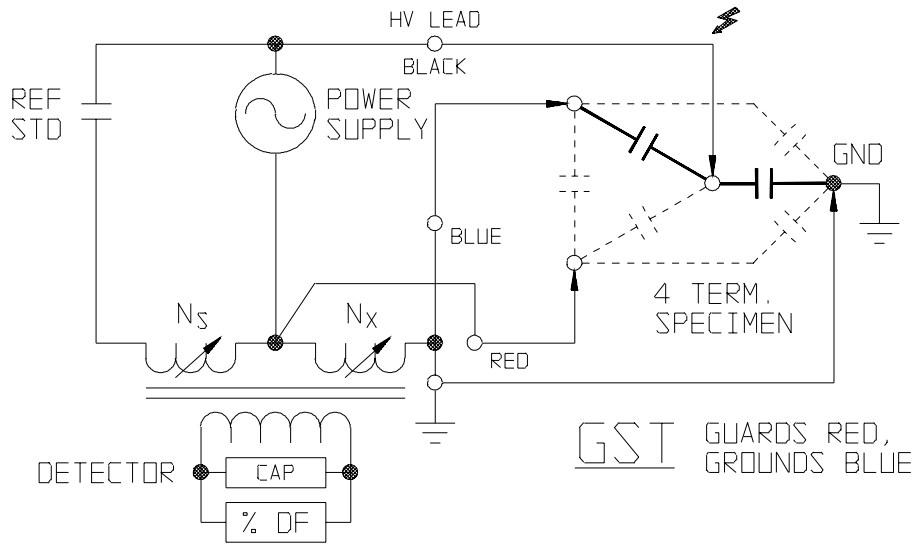 HV LEAD
BLACK
REF
STD
POWER
SUPPLY
GND
BLUE
4 TERM.
SPECIMEN
NS
NX
RED
GST
GUARDS RED,
GROUNDS BLUE
DETECTOR
CAP
% DF